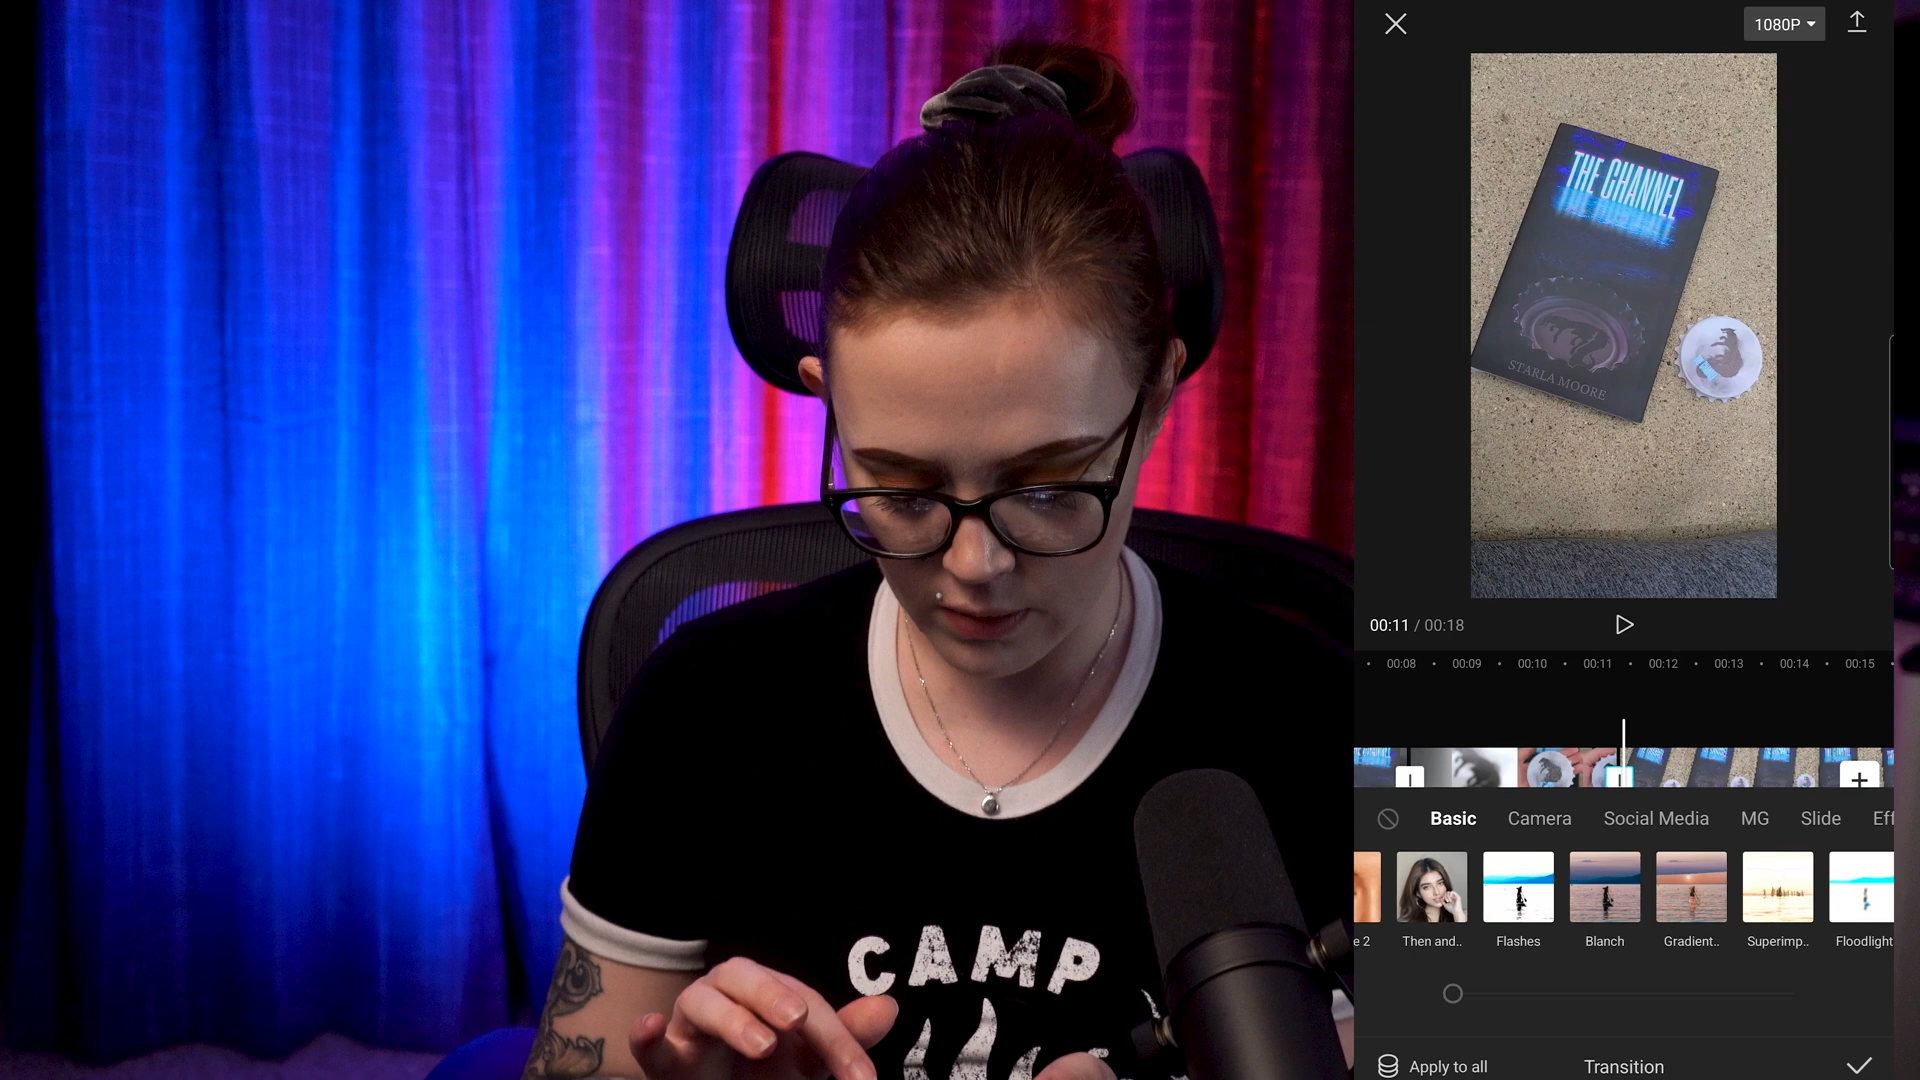 1080P
THE CHANNEL
STARLA MOORE
00:11 / 00:18
00:08 00:09 00:10 00:11 00:12 00:13 00:14 00:15
Basic Camera Social Media MG Slide Eff
e 2 Then and.. Flashes Blanch Gradient.. Superimp.. Floodlight
Apply to all Transition
CAMP